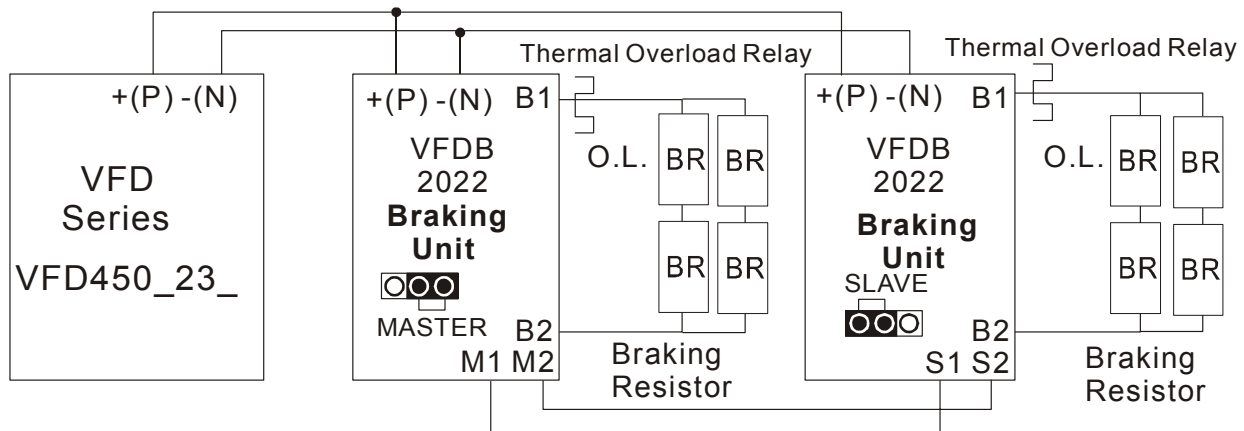 +(P) -(N)
VFD
Series
VFD450_23_
+(P) -(N)
B1
VFDB
2022
Braking
Unit
MASTER
B2
M1 M2
Thermal Overload Relay
O.L.
BR
BR
BR
BR
Braking
Resistor
+(P) -(N)
B1
VFDB
2022
Braking
Unit
SLAVE
B2
S1 S2
Thermal Overload Relay
O.L.
BR
BR
BR
BR
Braking
Resistor